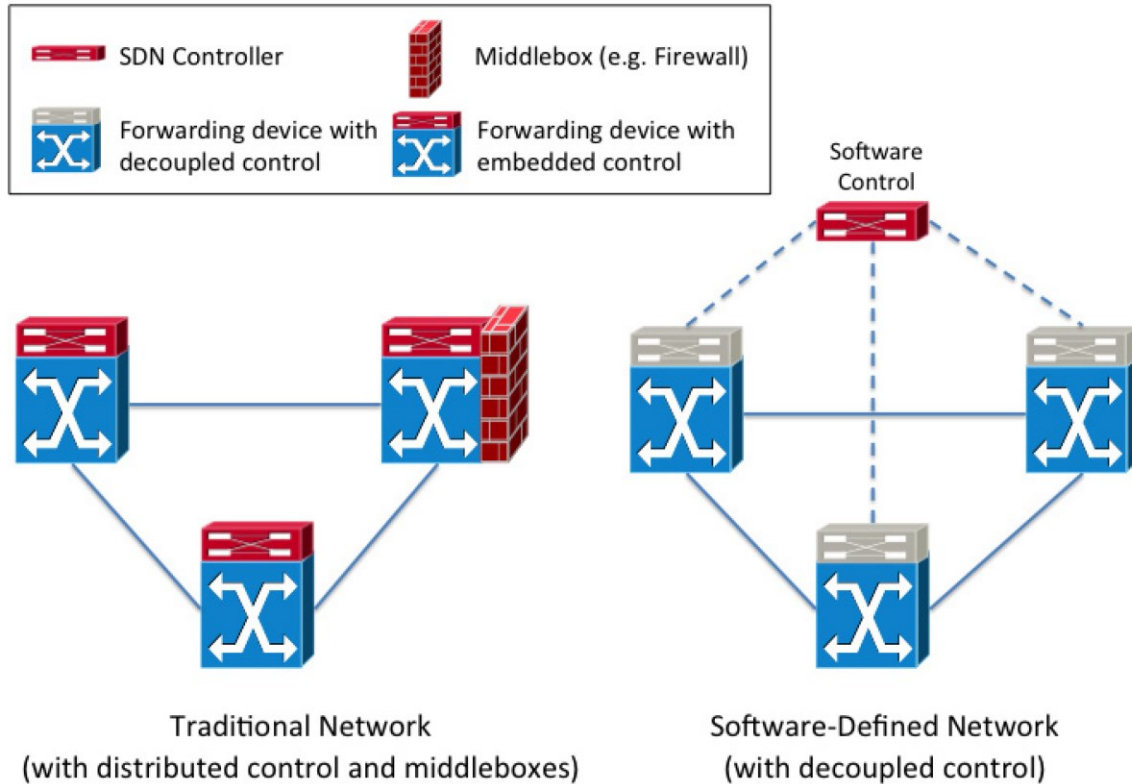 SDN Controller
Middlebox (e.g. Firewall)
Forwarding device with
decoupled control
Forwarding device with
embedded control
Software
Control
Traditional Network
(with distributed control and middleboxes)
Software-Defined Network
(with decoupled control)